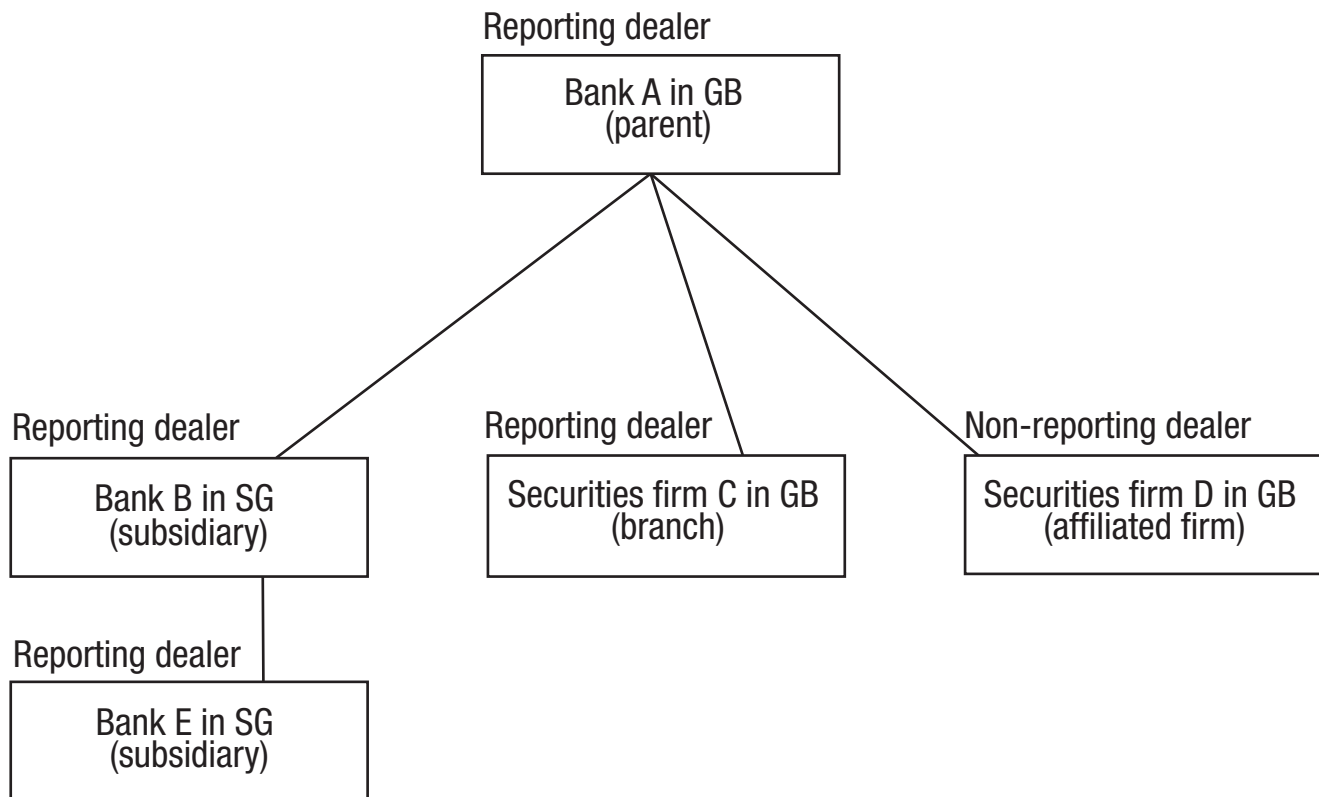 Reporting dealer
Bank A in GB
(parent)
Reporting dealer
Bank B in SG
(subsidiary)
Reporting dealer
Securities firm C in GB
(branch)
Non-reporting dealer
Securities firm D in GB
(affiliated firm)
Reporting dealer
Bank E in SG
(subsidiary)